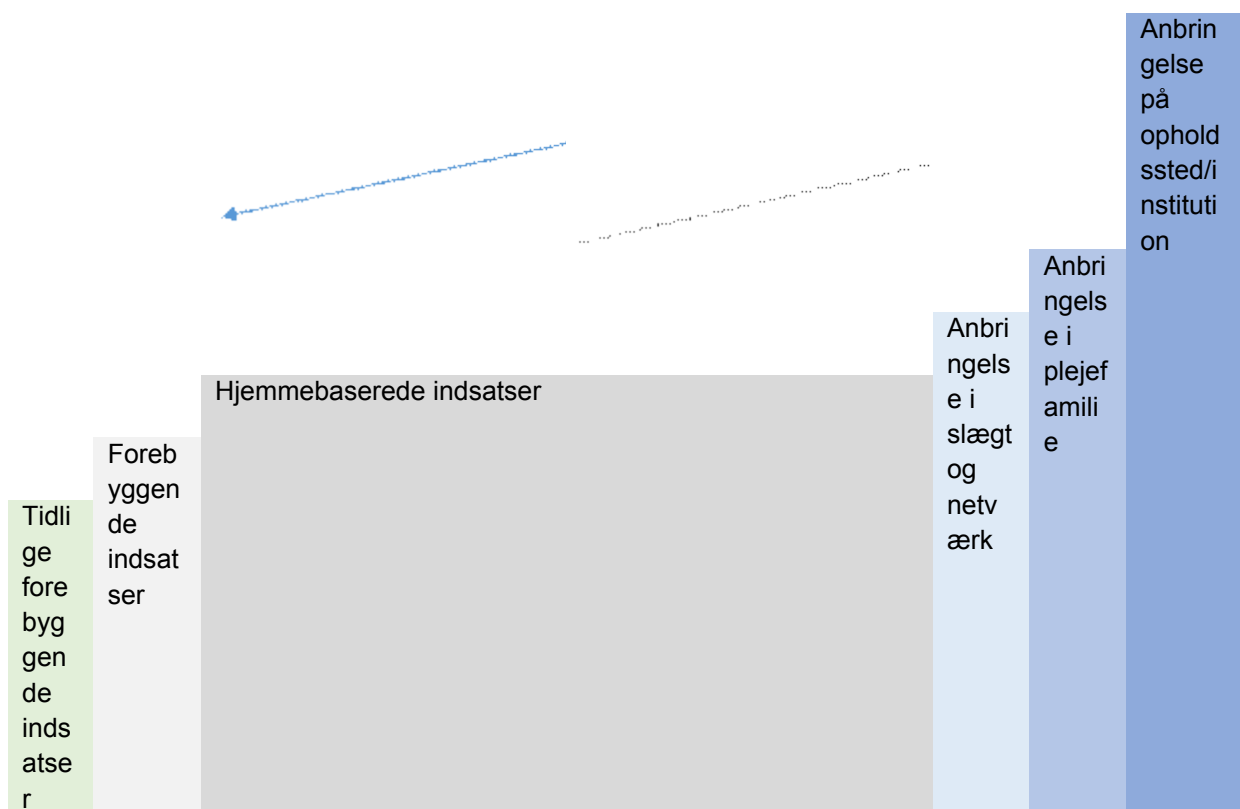 Tidli
ge
fore
byg
gen
de
inds
atse
r
Foreb
yggen
de
indsat
ser
Hjemmebaserede indsatser
Anbri
ngels
e i
slægt
og
netv
ærk
Anbri
ngels
e i
plejef
amili
e
Anbrin
gelse
på
ophold
ssted/i
nstituti
on